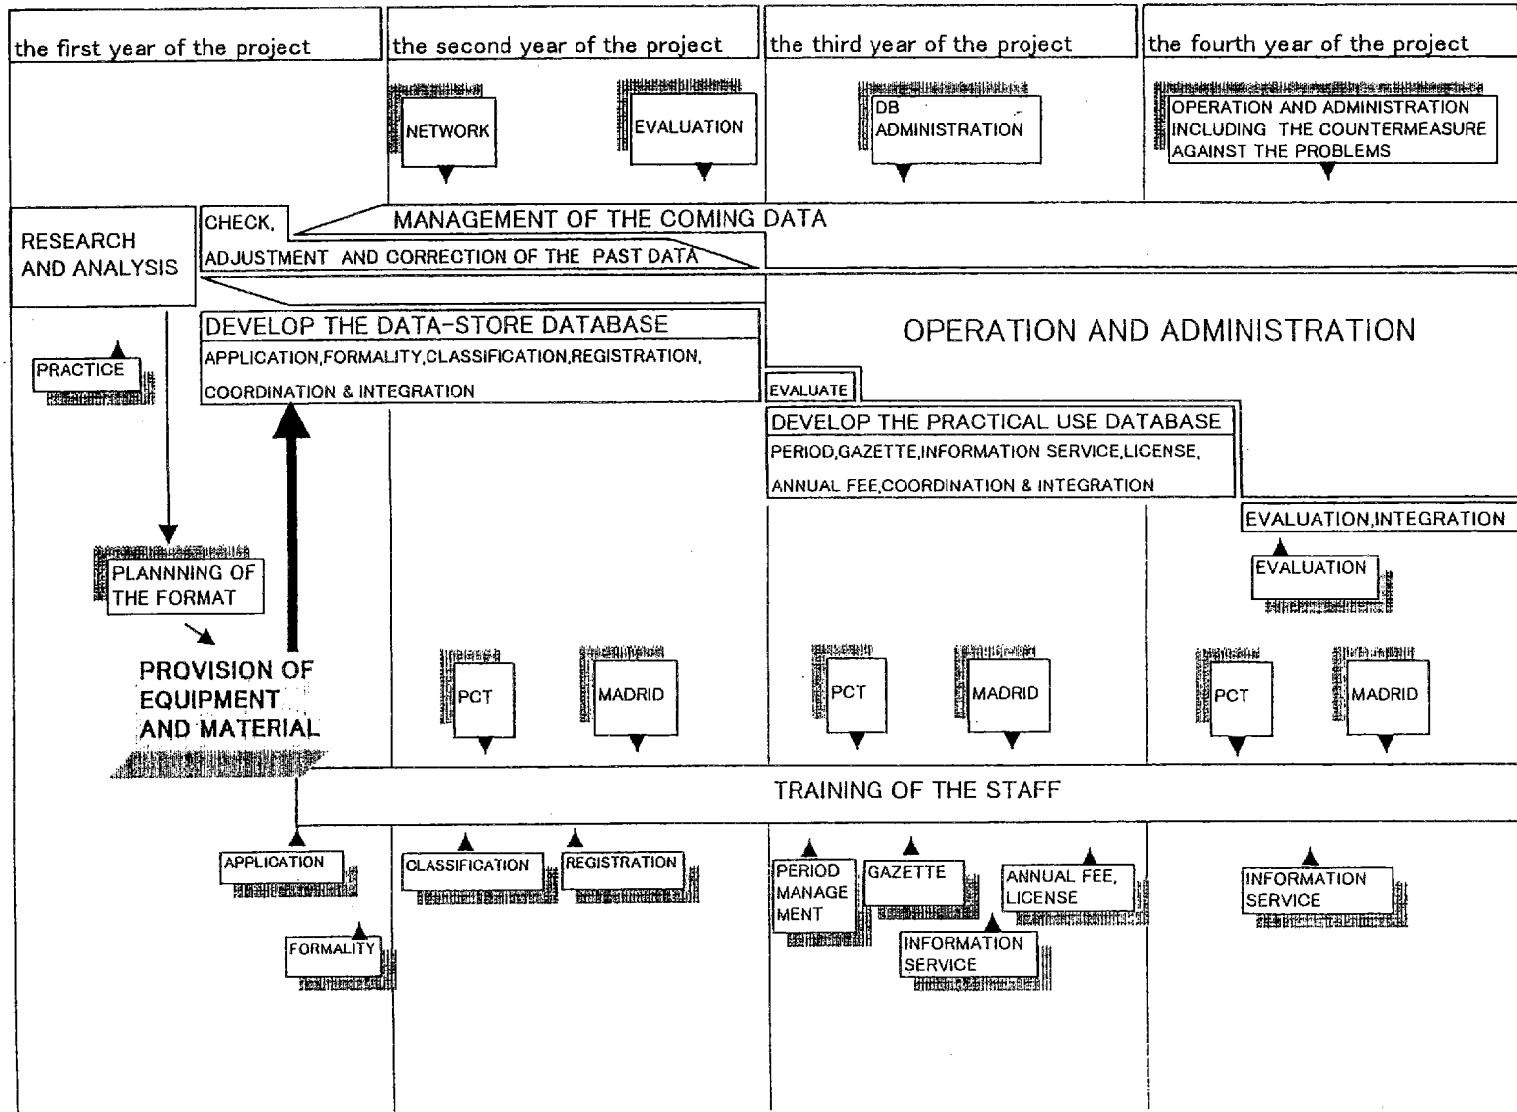 the first year of the project
the second year of the project
the third year of the project
the fourth year of the project
NETWORK
EVALUATION
DB
ADMINISTRATION
OPERATION AND ADMINISTRATION
INCLUDING THE COUNTERMEASURE
AGAINST THE PROBLEMS
RESEARCH
AND ANALYSIS
CHECK,
ADJUSTMENT AND CORRECTION OF THE PAST DATA
MANAGEMENT OF THE COMING DATA
DEVELOP THE DATA-STORE DATABASE
APPLICATION,FORMALITY,CLASSIFICATION,REGISTRATION,
COORDINATION & INTEGRATION
OPERATION AND ADMINISTRATION
PRACTICE
EVALUATE
DEVELOP THE PRACTICAL USE DATABASE
PERIOD,GAZETTE,INFORMATION SERVICE,LICENSE,
ANNUAL FEE,COORDINATION & INTEGRATION
EVALUATION,INTEGRATION
EVALUATION
PLANNNING OF
THE FORMAT
PROVISION OF
EQUIPMENT
AND MATERIAL
PCT
MADRID
PCT
MADRID
PCT
MADRID
TRAINING OF THE STAFF
APPLICATION
FORMALITY
CLASSIFICATION
REGISTRATION
PERIOD
MANAGE
MENT
GAZETTE
INFORMATION
SERVICE
ANNUAL FEE,
LICENSE
INFORMATION
SERVICE